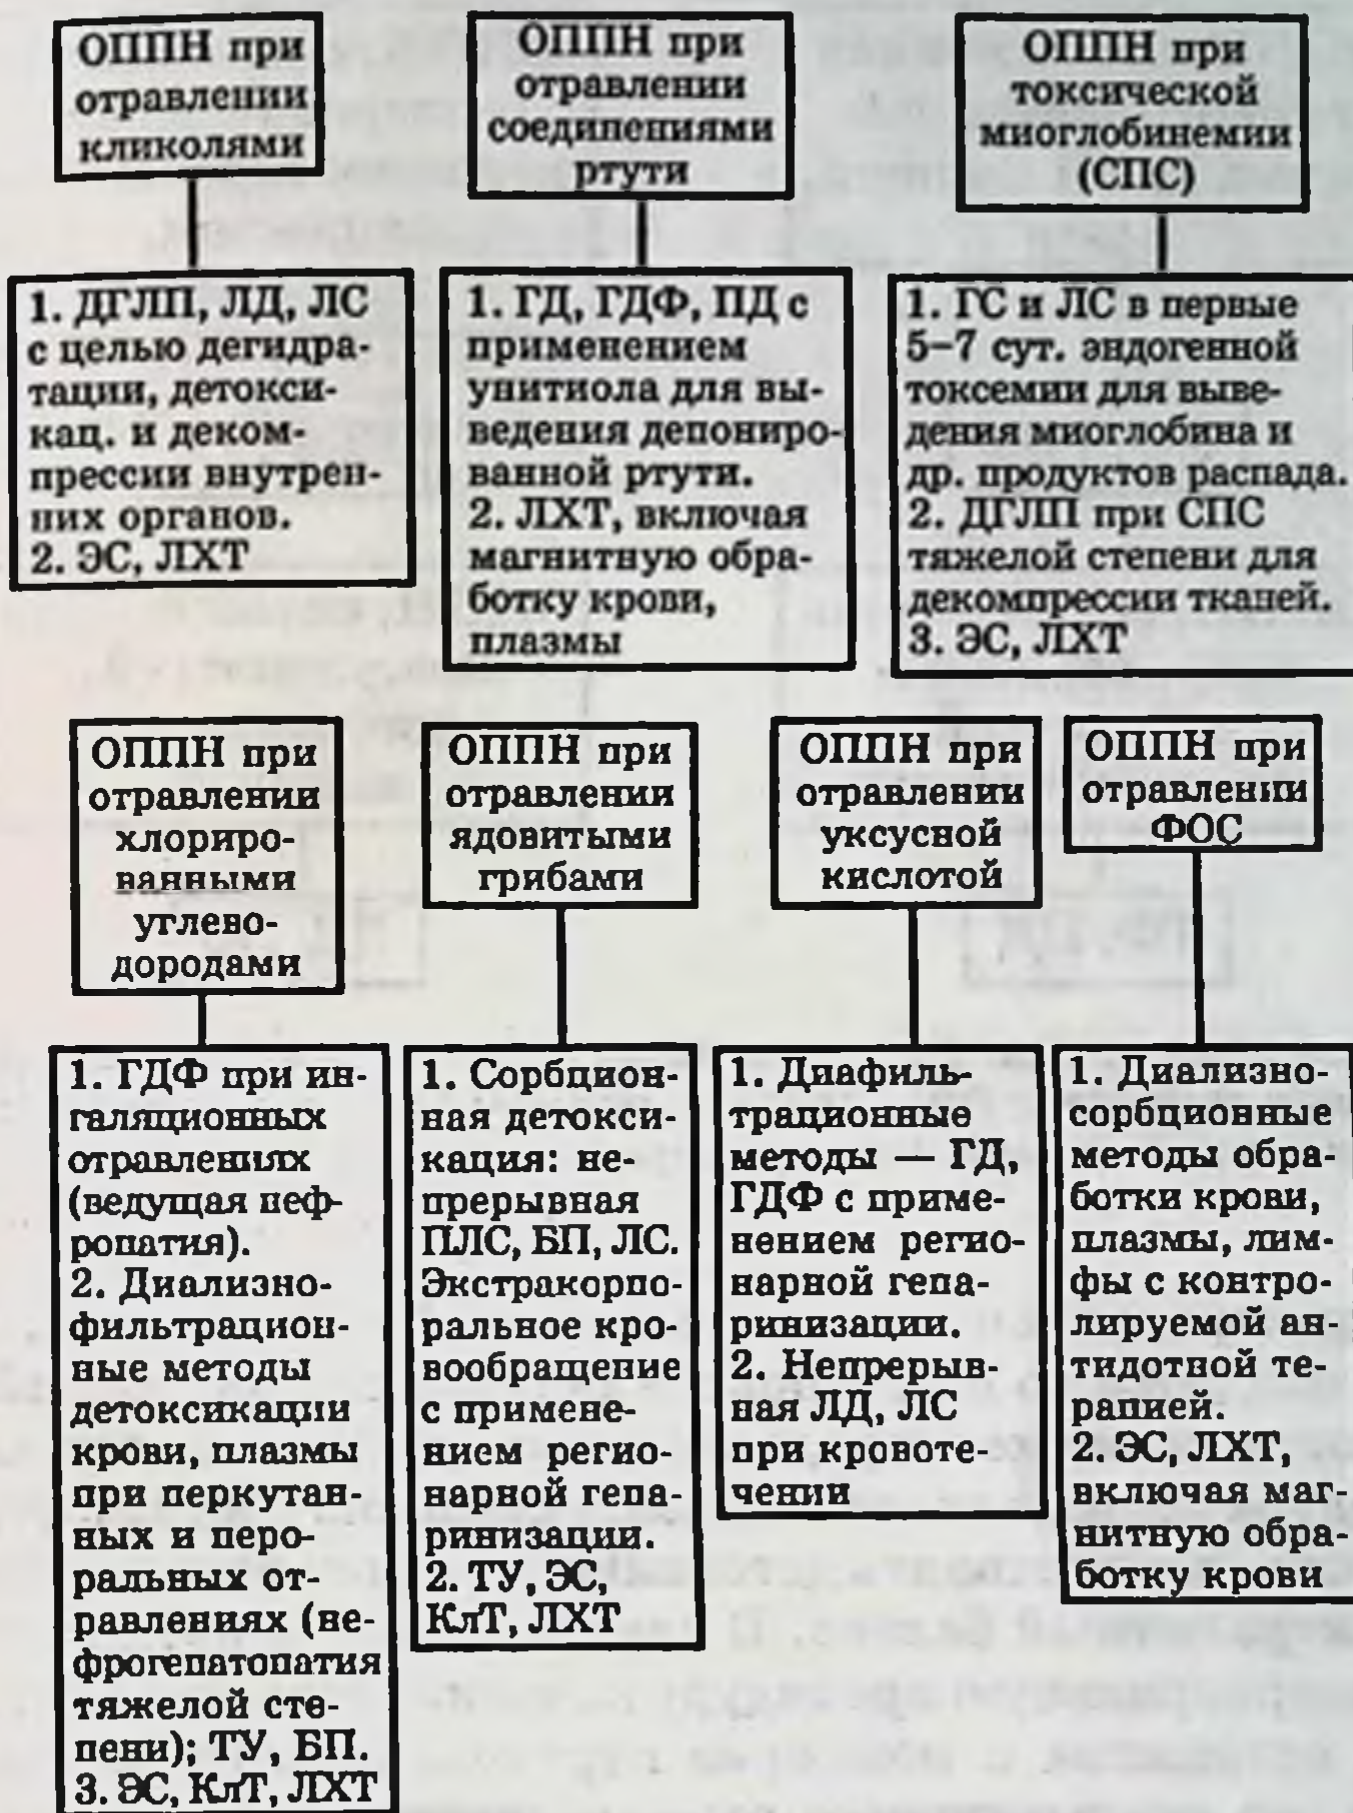 ОППН при
отравлении
кликолями
ОППН при
отравлении
соединениями
ртути
ОППН при
токсической
миоглобинемии
(СПС)
1. ДГЛП, ЛД, ЛС
с целью дегидра-
тации, детокси-
кац. и деком-
прессии внутрен-
них органов.
2. ЭС, ЛХТ
1. ГД, ГДФ, ПД с
применением
унитиола для вы-
ведения депониро-
ванной ртути.
2. ЛХТ, включая
магнитную обра-
ботку крови,
плазмы
1. ГС и ЛС в первые
5–7 сут. эндогенной
токсемии для выве-
дения миоглобина и
др. продуктов распада.
2. ДГЛП при СПС
тяжелой степени для
декомпрессии тканей.
3. ЭС, ЛХТ
ОППН при
отравлении
хлориро-
ванными
углево-
дородами
ОППН при
отравлении
ядовитыми
грибами
ОППН при
отравлении
уксусной
кислотой
ОППН при
отравлении
ФОС
1. ГДФ при ин-
галяционных
отравлениях
(ведущая неф-
ропатия).
2. Диализно-
фильтрацион-
ные методы
детоксикации
крови, плазмы
при перкутан-
ных и перо-
ральных от-
равлениях (не-
фрогепатопатия
тяжелой сте-
пени); ТУ, БП.
3. ЭС, КлТ, ЛХТ
1. Сорбцион-
ная детокси-
кация: не-
прерывная
ПЛС, БП, ЛС.
Экстракорпо-
ральное кро-
вообращение
с примене-
нием регио-
нарной гепа-
ринизации.
2. ТУ, ЭС,
КлТ, ЛХТ
1. Диафиль-
трационные
методы — ГД,
ГДФ с приме-
нением регио-
нарной гепа-
ринизации.
2. Непрерыв-
ная ЛД, ЛС
при кровоте-
чении
1. Диализно-
сорбционные
методы обра-
ботки крови,
плазмы, лим-
фы с контро-
лируемой ан-
тидотной те-
рапией.
2. ЭС, ЛХТ,
включая маг-
нитную обра-
ботку крови